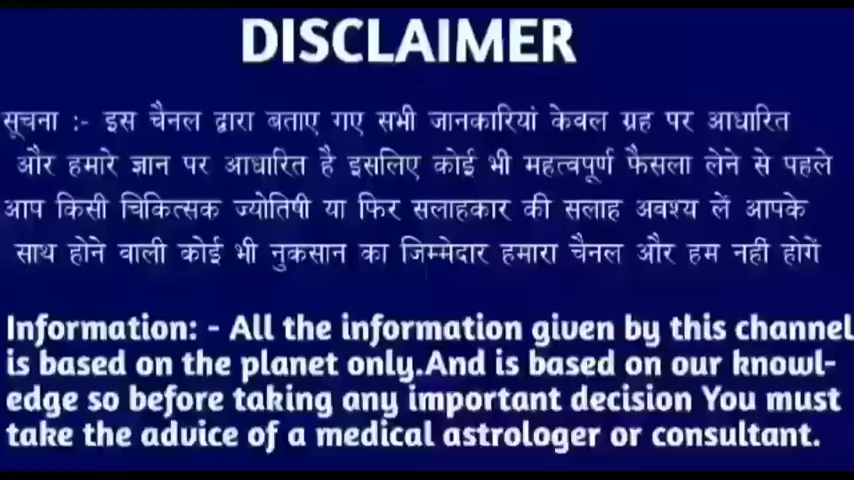 DISCLAIMER
सूचना :- इस चैनल द्वारा बताए गए सभी जानकारियां केवल ग्रह पर आधारित
और हमारे ज्ञान पर आधारित है इसलिए कोई भी महत्वपूर्ण फैसला लेने से पहले
आप किसी चिकित्सक ज्योतिषी या फिर सलाहकार की सलाह अवश्य लें आपके
साथ होने वाली कोई भी नुकसान का जिम्मेदार हमारा चैनल और हम नहीं होगें
Information: - All the information given by this channel
is based on the planet only.And is based on our knowl-
edge so before taking any important decision You must
take the advice of a medical astrologer or consultant.